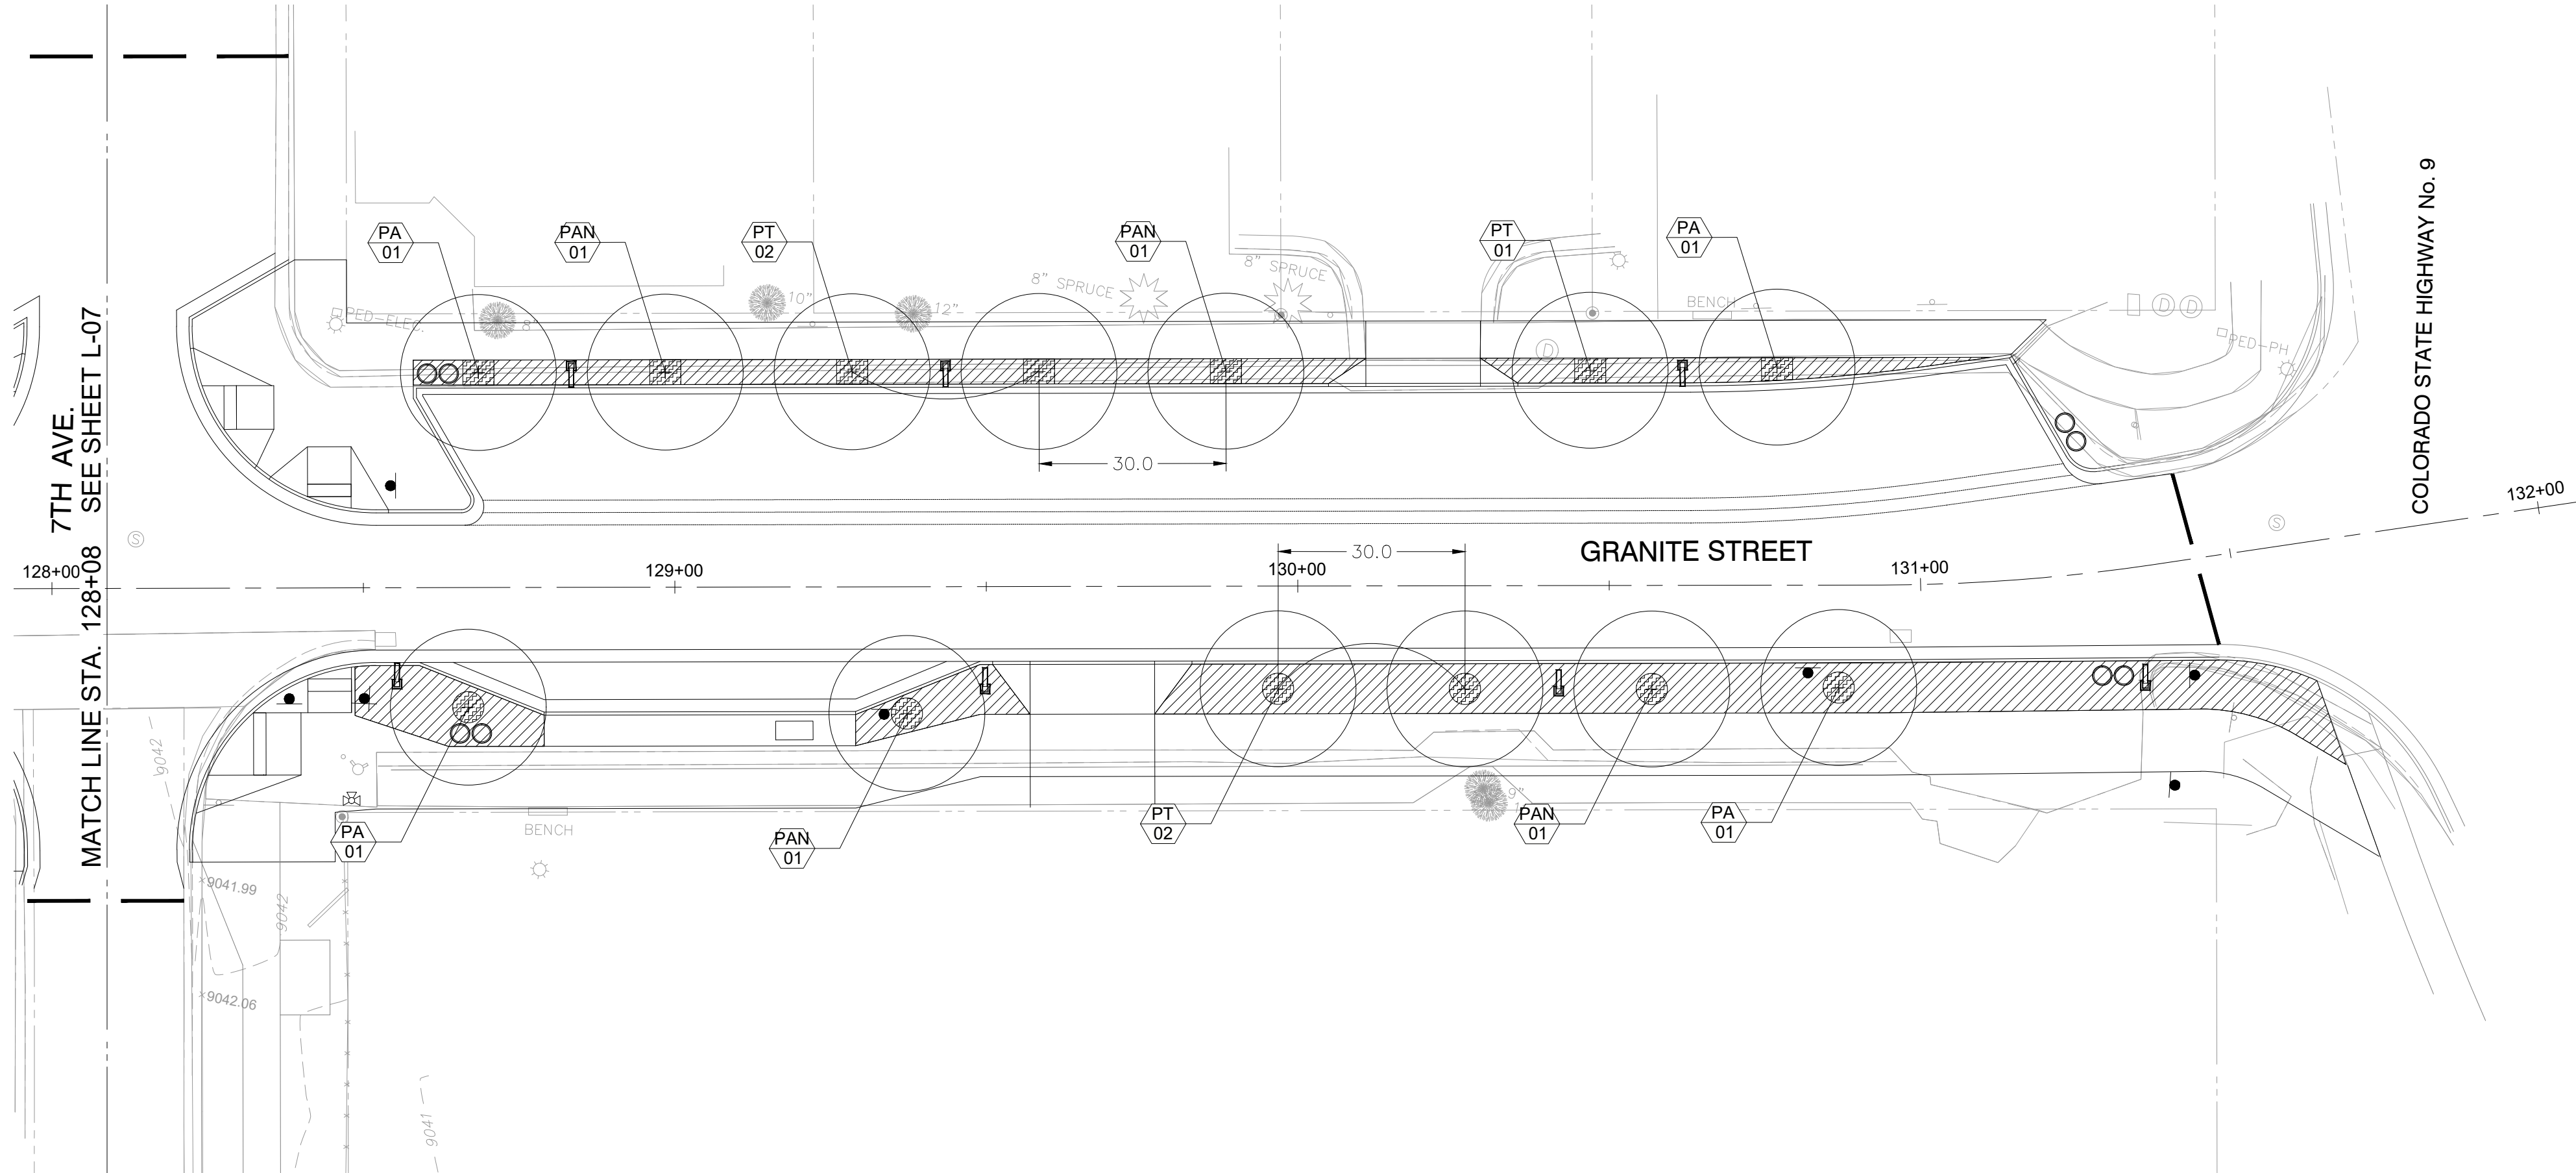 COLORADO STATE HIGHWAY No. 9
PA
01
PAN
01
PT
02
PAN
01
PT
01
PA
01
8" SPRUCE
8" SPRUCE
PED-ELEC.
8"
10"
12"
BENCH
D
D
D
PED-PH
7TH AVE.
MATCH LINE STA. 128+08 SEE SHEET L-07
30.0
S
S
GRANITE STREET
30.0
128+00
129+00
130+00
131+00
132+00
9042
BENCH
9"
PA
01
PAN
01
PT
02
PAN
01
PA
01
9041.99
9042
9042.06
9041